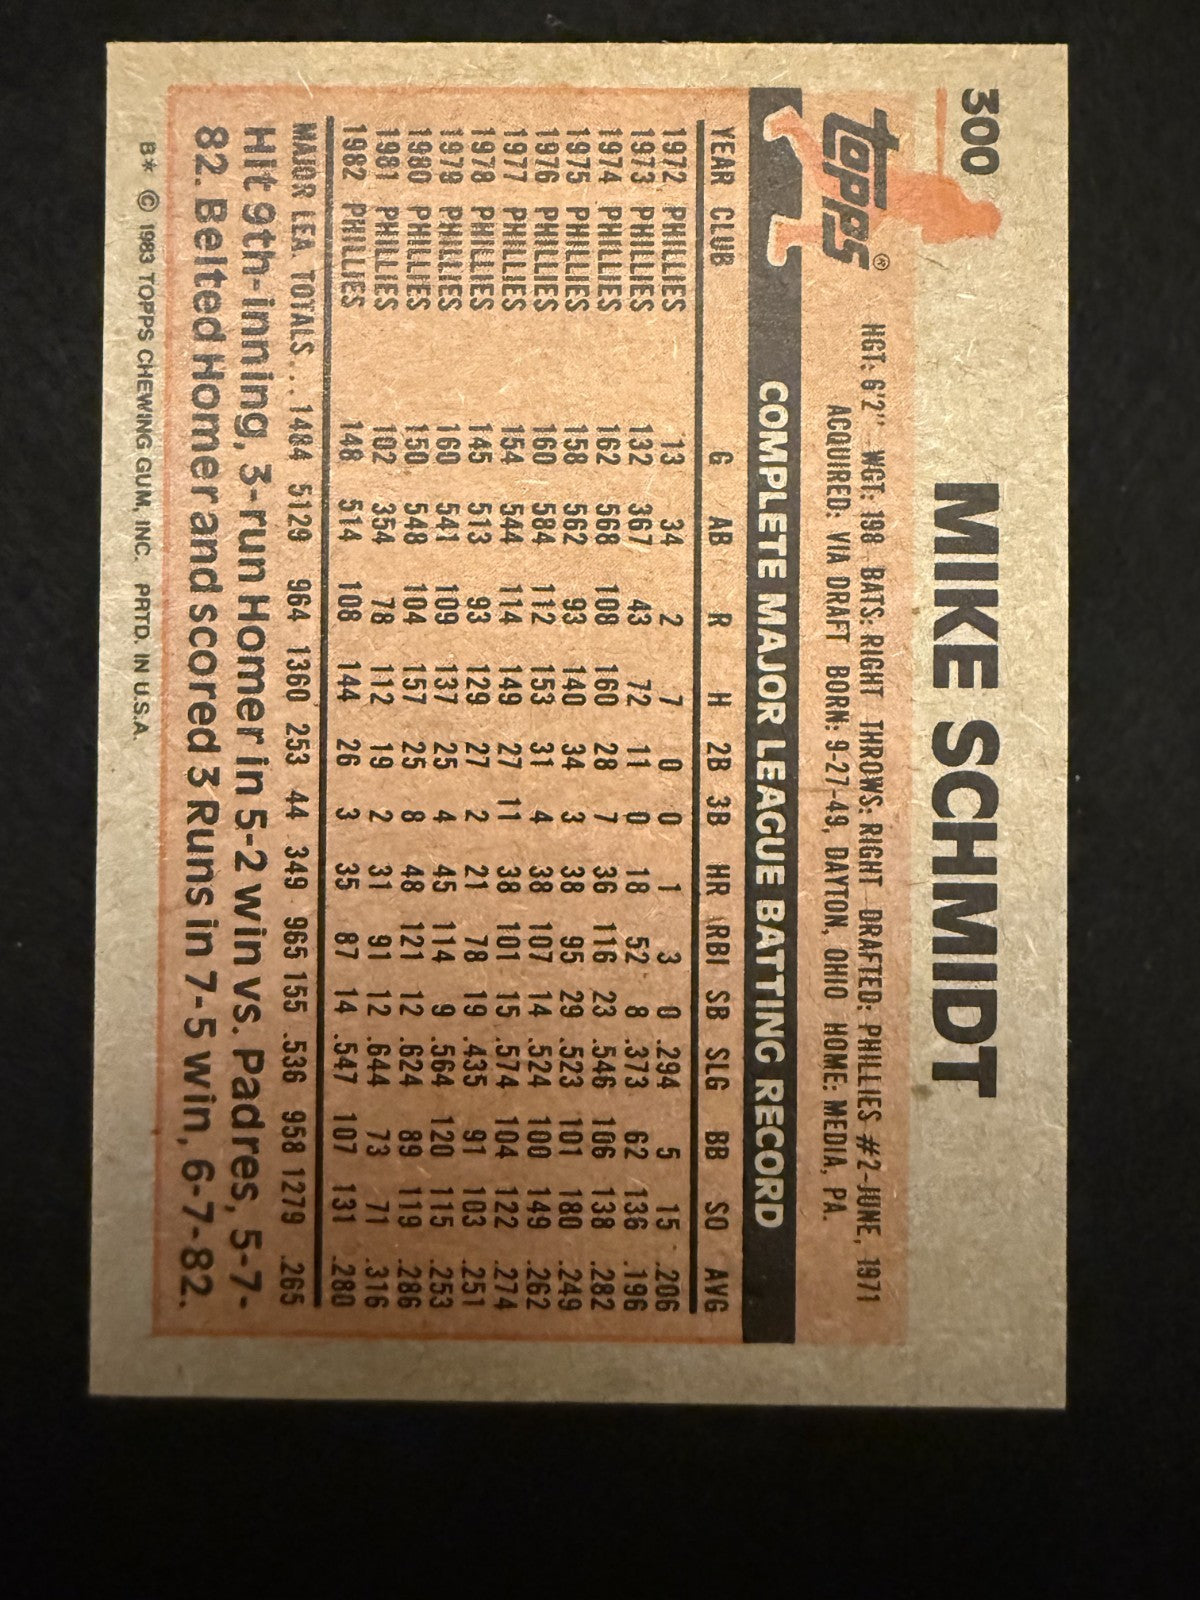 300
MIKE SCHMIDT
Topps®
HGT: 6'2" WGT: 198 BATS: RIGHT THROWS: RIGHT DRAFTED: PHILLIES #2-JUNE, 1971
ACQUIRED: VIA DRAFT BORN: 9-27-49, DAYTON, OHIO HOME: MEDIA, PA.
COMPLETE MAJOR LEAGUE BATTING RECORD
YEAR CLUB G AB R H 2B 3B HR RBI SB SLG BB SO AVG
1972 PHILLIES 13 34 2 7 0 0 1 3 0 .294 5 15 .206
1973 PHILLIES 132 367 43 72 11 0 18 52 8 .373 62 136 .196
1974 PHILLIES 162 568 108 160 28 7 36 116 23 .546 106 138 .282
1975 PHILLIES 158 562 93 140 34 3 38 95 29 .523 101 180 .249
1976 PHILLIES 160 584 112 153 31 4 38 107 14 .524 100 149 .262
1977 PHILLIES 154 544 114 149 27 11 38 101 15 .574 104 122 .274
1978 PHILLIES 145 513 93 129 27 2 21 78 19 .435 91 103 .251
1979 PHILLIES 160 541 109 137 25 4 45 114 9 .564 120 115 .253
1980 PHILLIES 150 548 104 157 25 8 48 121 12 .624 89 119 .286
1981 PHILLIES 102 354 78 112 19 2 31 91 12 .644 73 71 .316
1982 PHILLIES 148 514 108 144 26 3 35 87 14 .547 107 131 .280
MAJOR LEA. TOTALS... 1484 5129 964 1360 253 44 349 965 155 .536 958 1279 .265
Hit 9th-inning, 3-run Homer in 5-2 win vs. Padres, 5-7-
82. Belted Homer and scored 3 Runs in 7-5 win, 6-7-82.
B* © 1983 TOPPS CHEWING GUM, INC. PRTD. IN U.S.A.